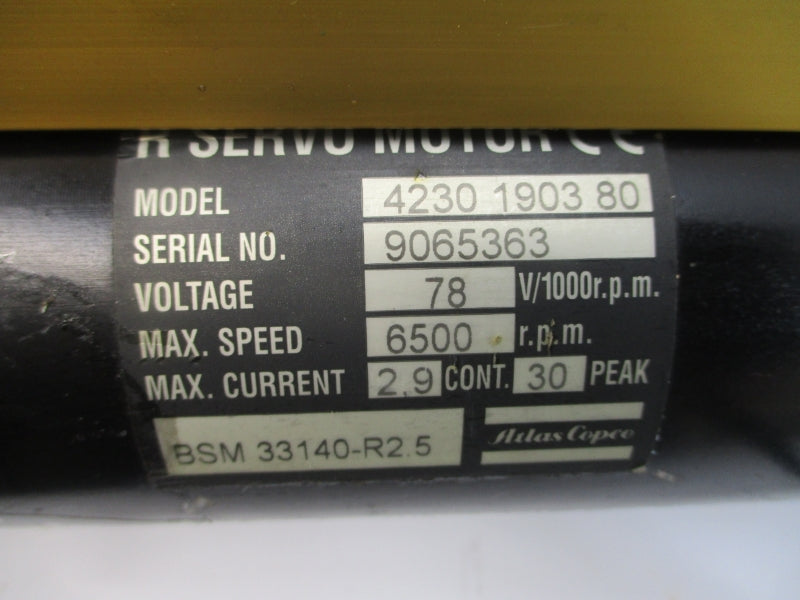 R SERVO MOTOR CE
MODEL 4230 1903 80
SERIAL NO. 9065363
VOLTAGE 78 V/1000r.p.m.
MAX. SPEED 6500 r.p.m.
MAX. CURRENT 2,9 CONT. 30 PEAK
BSM 33140-R2.5 Atlas Copco